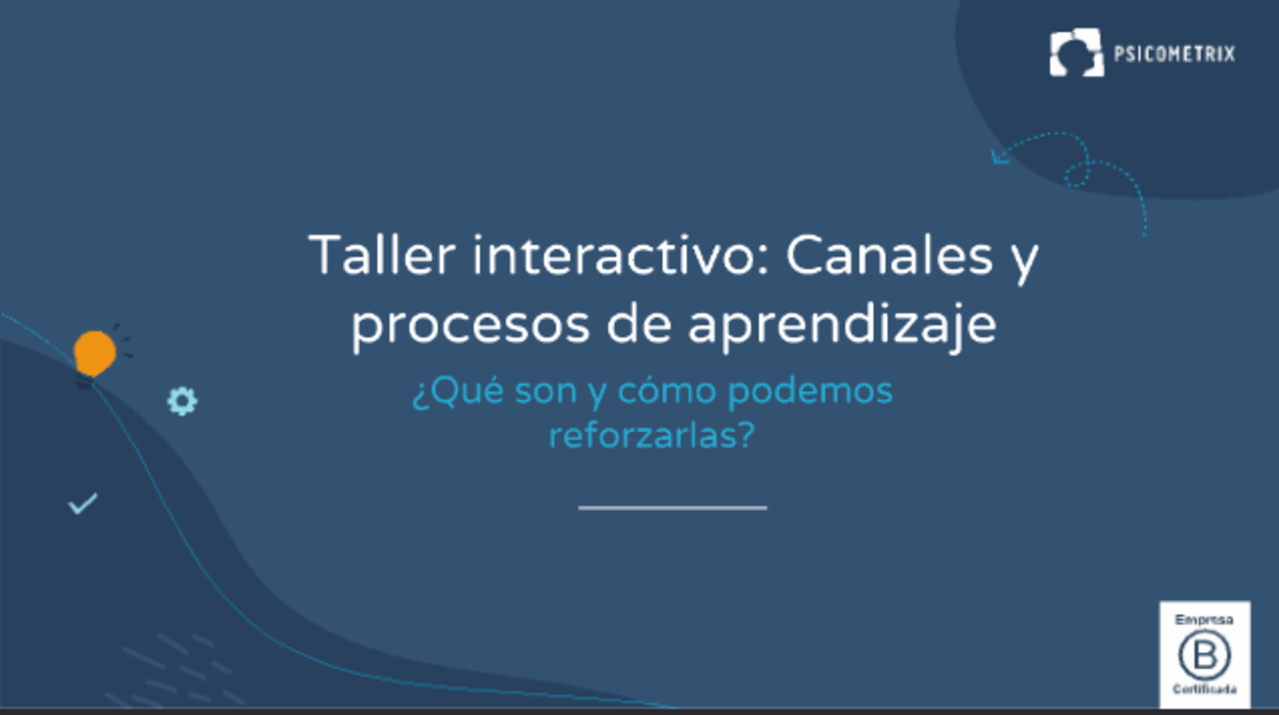 PSICOMETRIX
Taller interactivo: Canales y
procesos de aprendizaje
¿Qué son y cómo podemos
reforzarlas?
Empresa
B
Certificada